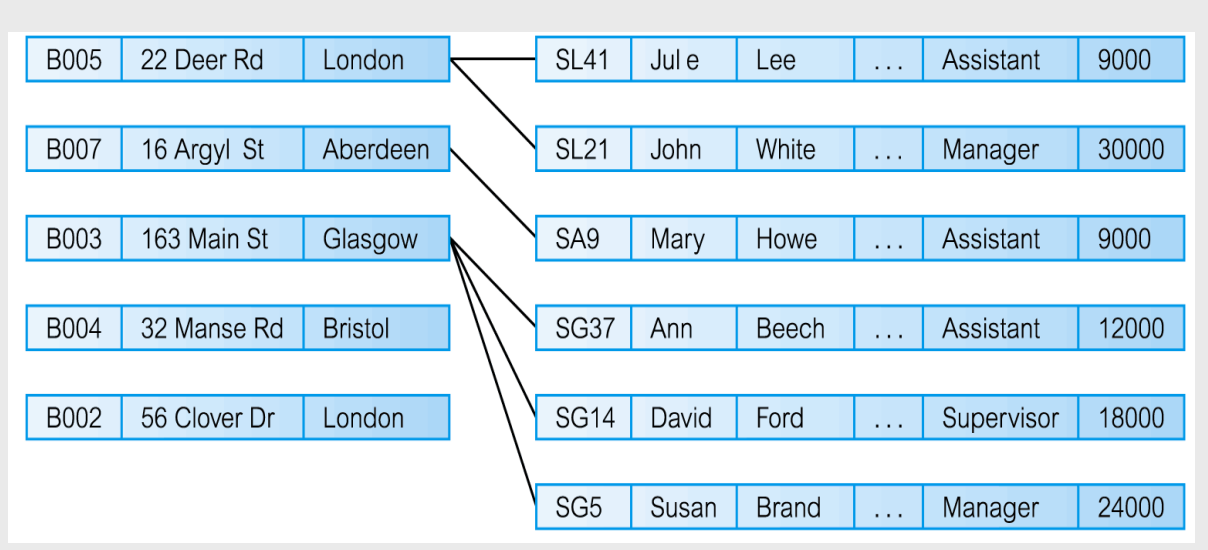 B005 22 Deer Rd London SL41 Jul e Lee ... Assistant 9000
B007 16 Argyl St Aberdeen SL21 John White ... Manager 30000
B003 163 Main St Glasgow SA9 Mary Howe ... Assistant 9000
B004 32 Manse Rd Bristol SG37 Ann Beech ... Assistant 12000
B002 56 Clover Dr London SG14 David Ford ... Supervisor 18000
SG5 Susan Brand ... Manager 24000